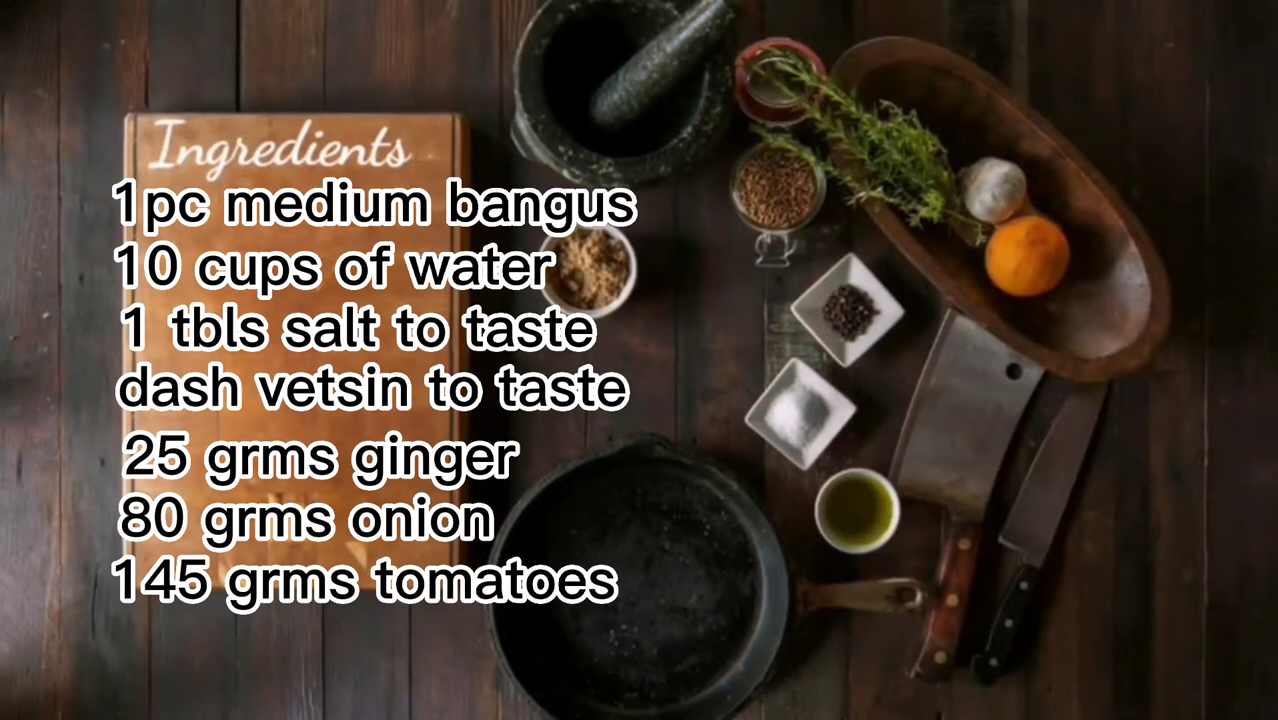 Ingredients
1pc medium bangus
10 cups of water
1 tbls salt to taste
dash vetsin to taste
25 grms ginger
80 grms onion
145 grms tomatoes